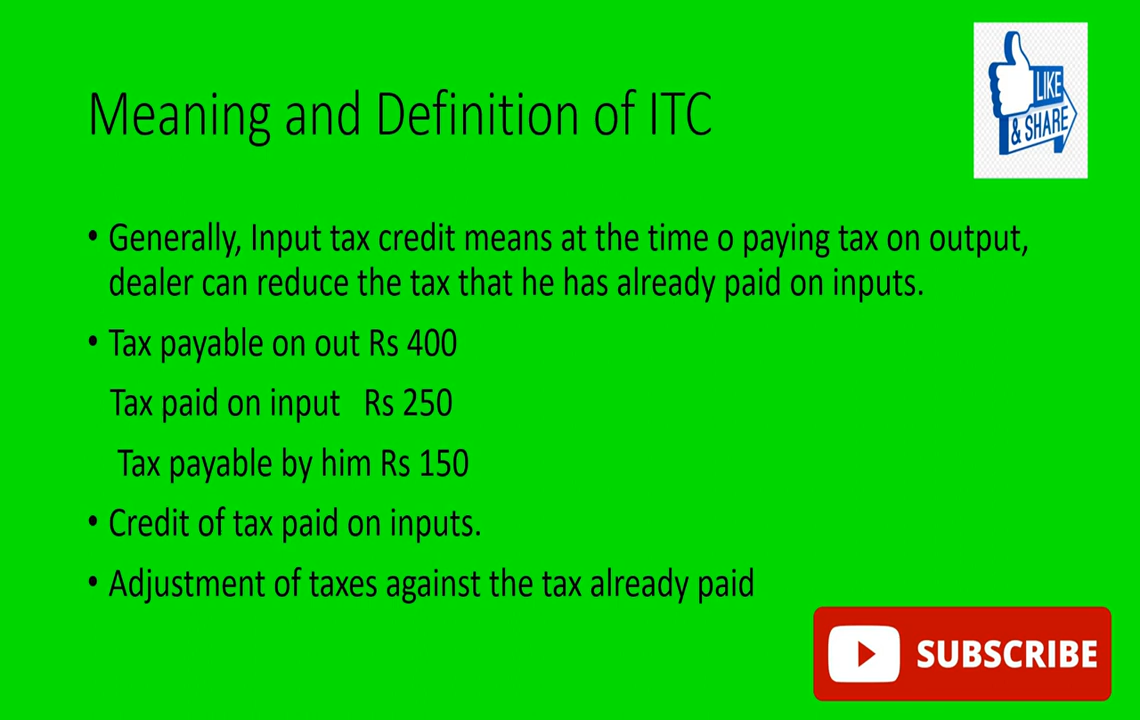 Meaning and Definition of ITC
LIKE
& SHARE
• Generally, Input tax credit means at the time o paying tax on output,
dealer can reduce the tax that he has already paid on inputs.
• Tax payable on out Rs 400
Tax paid on input Rs 250
Tax payable by him Rs 150
• Credit of tax paid on inputs.
• Adjustment of taxes against the tax already paid
SUBSCRIBE